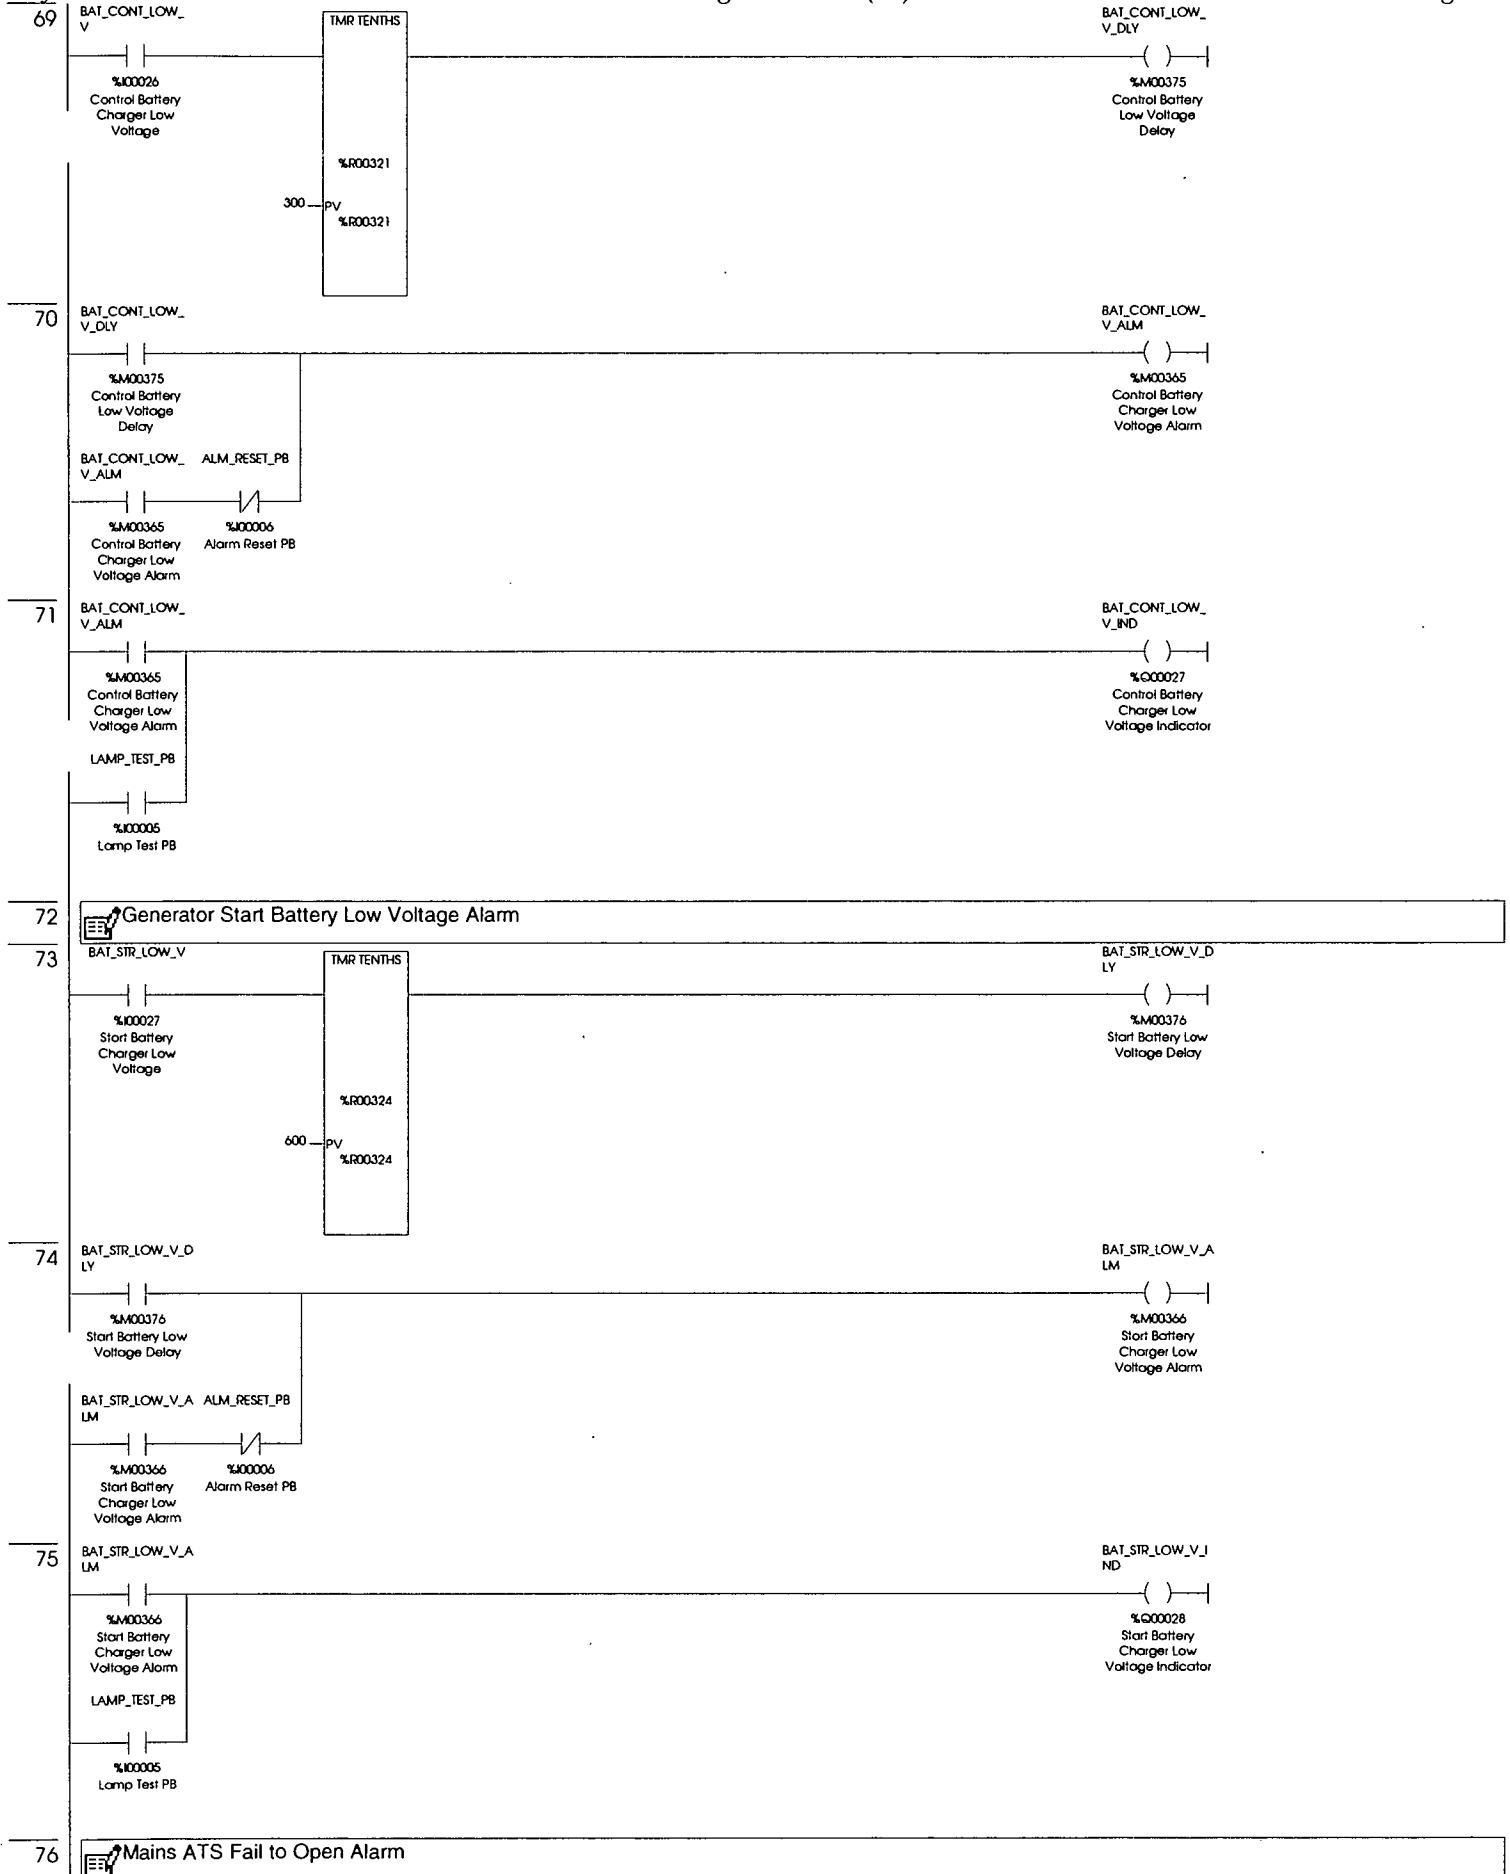 69
BAT_CONT_LOW_
V
TMR TENTHS
BAT_CONT_LOW_
V_DLY
%I00026
Control Battery
Charger Low
Voltage
%M00375
Control Battery
Low Voltage
Delay
%R00321
300 PV
%R00321
70
BAT_CONT_LOW_
V_DLY
BAT_CONT_LOW_
V_ALM
%M00375
Control Battery
Low Voltage
Delay
%M00365
Control Battery
Charger Low
Voltage Alarm
BAT_CONT_LOW_
V_ALM
ALM_RESET_PB
%M00365
Control Battery
Charger Low
Voltage Alarm
%I00006
Alarm Reset PB
71
BAT_CONT_LOW_
V_ALM
BAT_CONT_LOW_
V_IND
%M00365
Control Battery
Charger Low
Voltage Alarm
%Q00027
Control Battery
Charger Low
Voltage Indicator
LAMP_TEST_PB
%I00005
Lamp Test PB
72
Generator Start Battery Low Voltage Alarm
73
BAT_STR_LOW_V
TMR TENTHS
BAT_STR_LOW_V_D
LY
%I00027
Start Battery
Charger Low
Voltage
%M00376
Start Battery Low
Voltage Delay
%R00324
600 PV
%R00324
74
BAT_STR_LOW_V_D
LY
BAT_STR_LOW_V_A
LM
%M00376
Start Battery Low
Voltage Delay
%M00366
Start Battery
Charger Low
Voltage Alarm
BAT_STR_LOW_V_A
LM
ALM_RESET_PB
%M00366
Start Battery
Charger Low
Voltage Alarm
%I00006
Alarm Reset PB
75
BAT_STR_LOW_V_A
LM
BAT_STR_LOW_V_I
ND
%M00366
Start Battery
Charger Low
Voltage Alarm
%Q00028
Start Battery
Charger Low
Voltage Indicator
LAMP_TEST_PB
%I00005
Lamp Test PB
76
Mains ATS Fail to Open Alarm